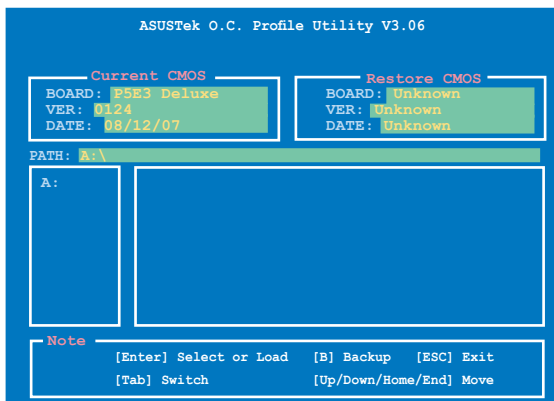 ASUSTek O.C. Profile Utility V3.06
Current CMOS
BOARD: P5E3 Deluxe
VER: 0124
DATE: 08/12/07
Restore CMOS
BOARD: Unknown
VER: Unknown
DATE: Unknown
PATH: A:\
A:
Note
[Enter] Select or Load [B] Backup [ESC] Exit
[Tab] Switch [Up/Down/Home/End] Move